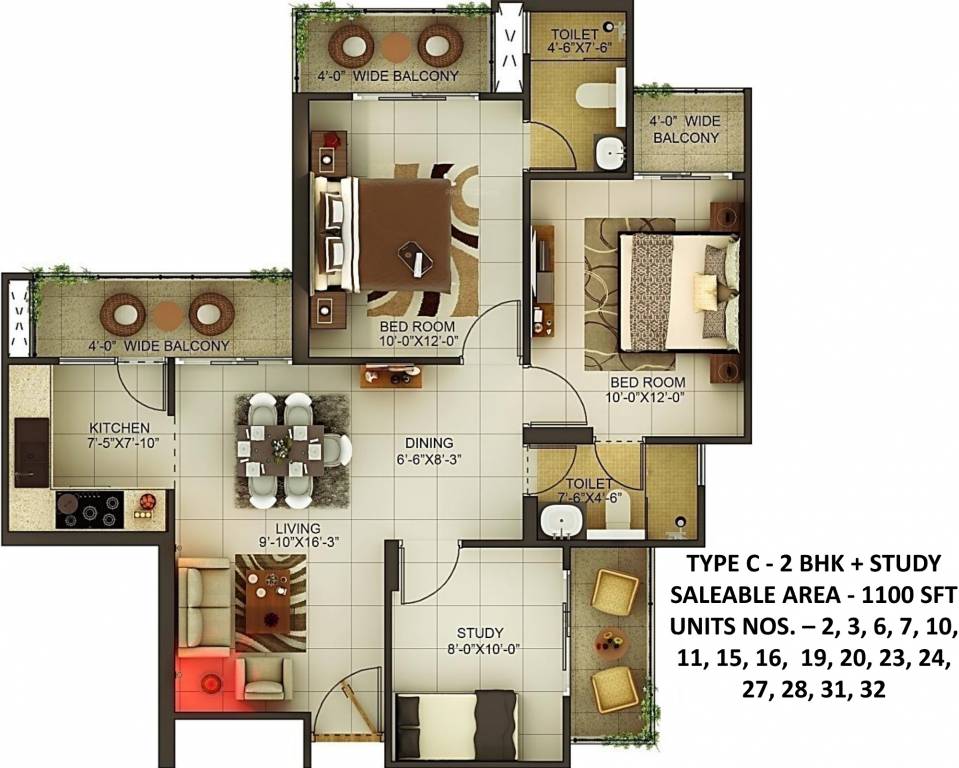 TOILET
4'-6"X7'-6"
4'-0" WIDE BALCONY
4'-0" WIDE
BALCONY
BED ROOM
10'-0"X12'-0"
4'-0" WIDE BALCONY
BED ROOM
10'-0"X12'-0"
KITCHEN
7'-5"X7'-10"
DINING
6'-6"X8'-3"
TOILET
7'-6"X4'-6"
LIVING
9'-10"X16'-3"
STUDY
8'-0"X10'-0"
TYPE C - 2 BHK + STUDY
SALEABLE AREA - 1100 SFT
UNITS NOS. – 2, 3, 6, 7, 10,
11, 15, 16, 19, 20, 23, 24,
27, 28, 31, 32